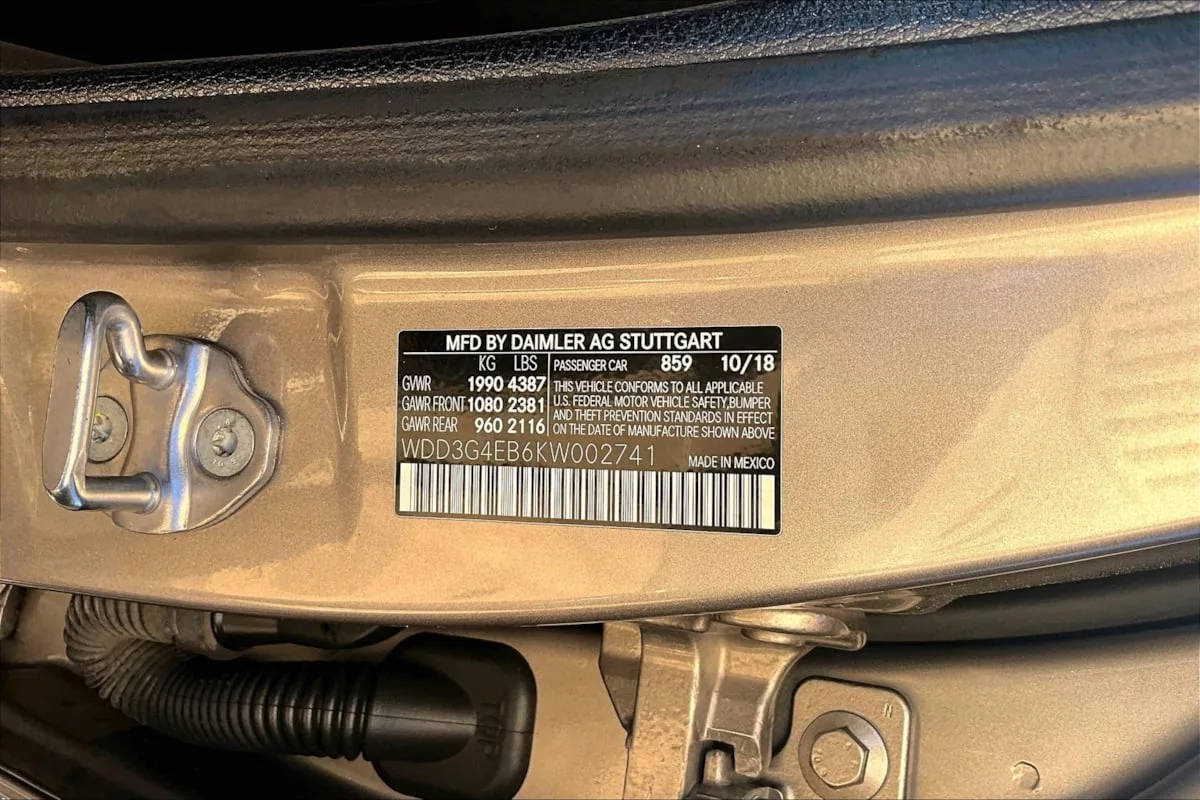 MFD BY DAIMLER AG STUTTGART
KG LBS
GVWR 1990 4387
GAWR FRONT 1080 2381
GAWR REAR 960 2116
PASSENGER CAR 859 10/18
THIS VEHICLE CONFORMS TO ALL APPLICABLE
U.S. FEDERAL MOTOR VEHICLE SAFETY,BUMPER
AND THEFT PREVENTION STANDARDS IN EFFECT
ON THE DATE OF MANUFACTURE SHOWN ABOVE
WDD3G4EB6KW002741
MADE IN MEXICO
TOP